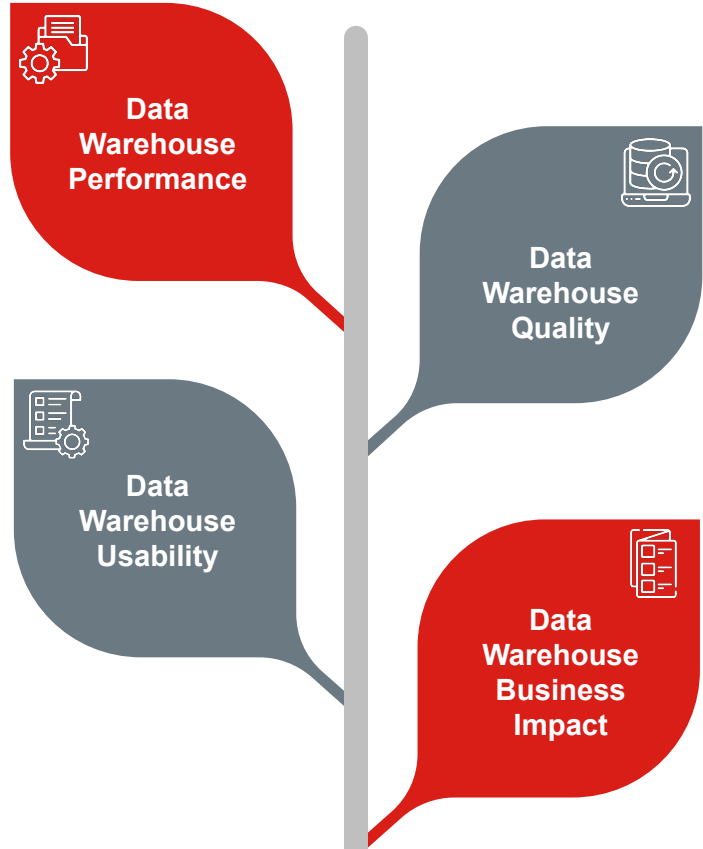 Data
Warehouse
Performance
Data
Warehouse
Quality
Data
Warehouse
Usability
Data
Warehouse
Business
Impact